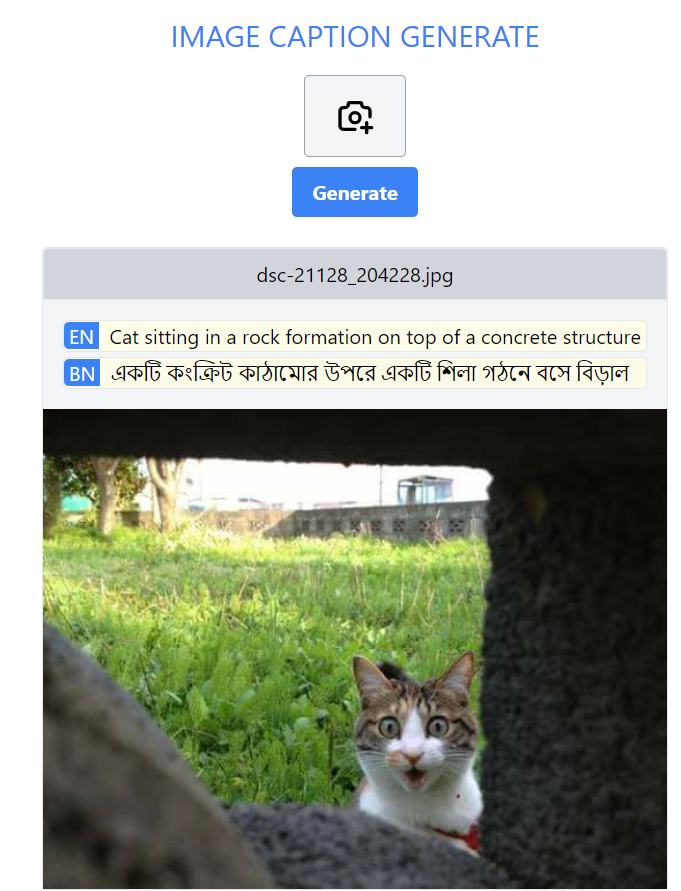 IMAGE CAPTION GENERATE
Generate
dsc-21128_204228.jpg
EN Cat sitting in a rock formation on top of a concrete structure
BN একটি কংক্রিট কাঠামোর উপরে একটি শিলা গঠনে বসে বিড়াল